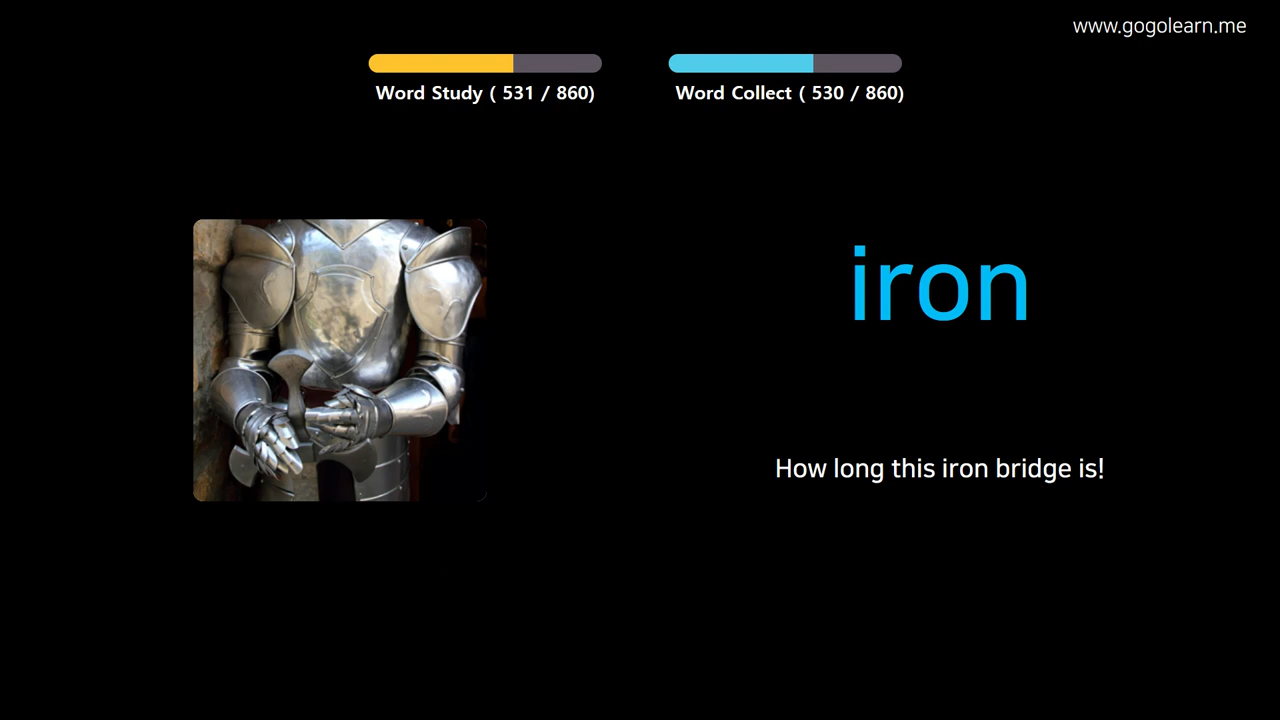 www.gogolearn.me
Word Study ( 531 / 860)
Word Collect ( 530 / 860)
iron
How long this iron bridge is!